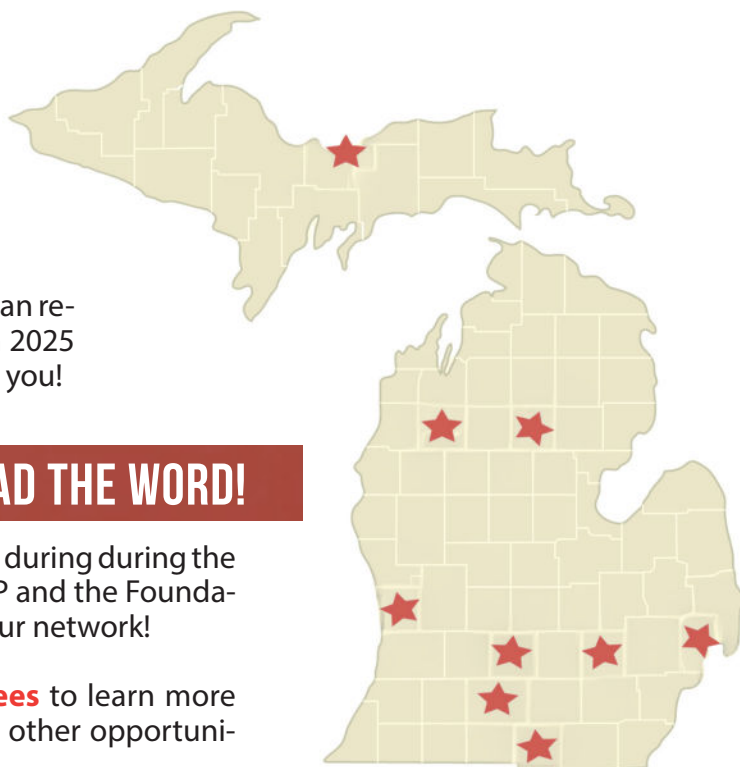 an re-
2025
you!
AD THE WORD!
during during the
P and the Founda-
ur network!
ees to learn more
other opportuni-